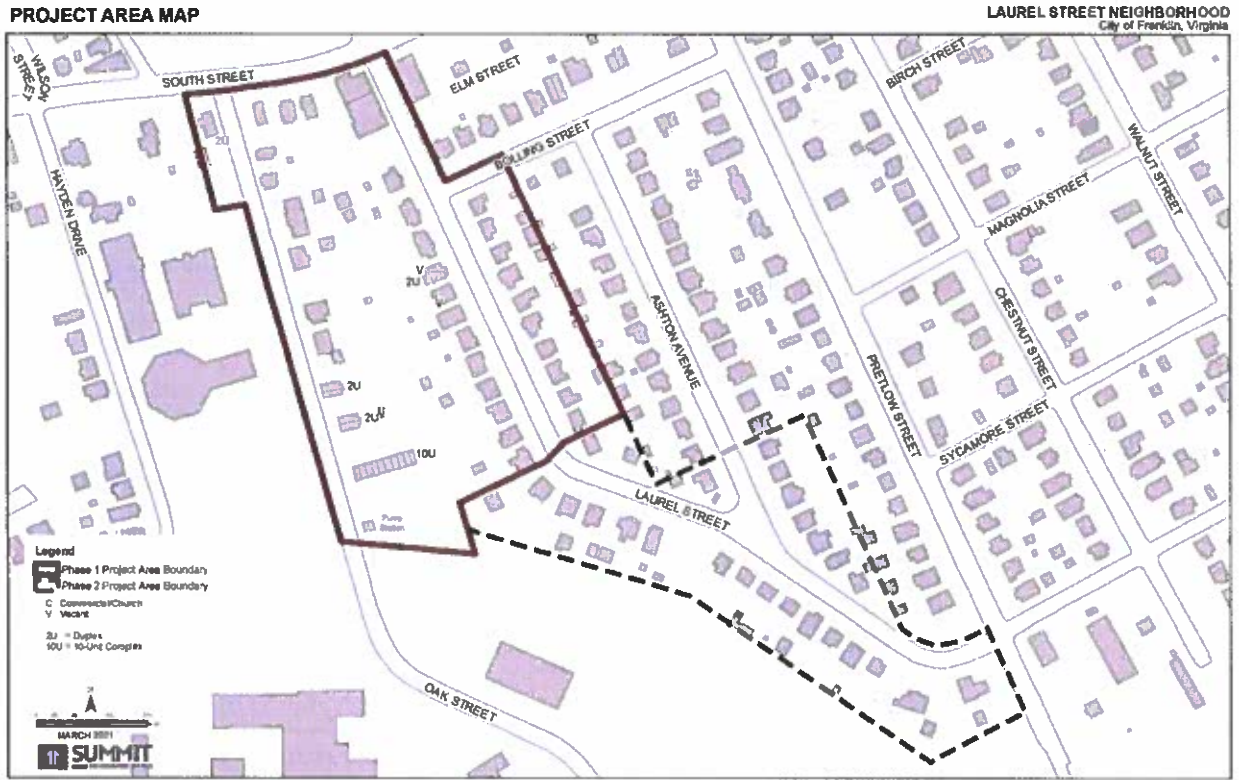 PROJECT AREA MAP
LAUREL STREET NEIGHBORHOOD
City of Franklin, Virginia
WILSON
STREET
SOUTH STREET
ELM STREET
BIRCH STREET
2U
BOLLING STREET
WALNUT STREET
HAYDEN DRIVE
MAGNOLIA STREET
V
2U
V
ASHTON AVENUE
CHESTNUT STREET
PRETLOW STREET
2U
2U
V
SYCAMORE STREET
10U
LAUREL STREET
Pump
Station
Legend
Phase 1 Project Area Boundary
Phase 2 Project Area Boundary
C Commercial/Church
V Vacant
2U = Duplex
10U = 10-Unit Complex
OAK STREET
MARCH 2021
SUMMIT